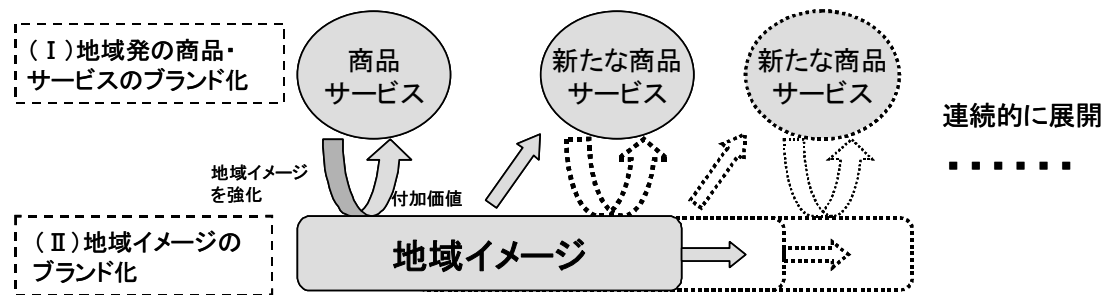 （Ⅰ）地域発の商品・
サービスのブランド化
商品
サービス
新たな商品
サービス
新たな商品
サービス
連続的に展開
・・・・・・
地域イメージ
を強化
付加価値
（Ⅱ）地域イメージの
ブランド化
地域イメージ